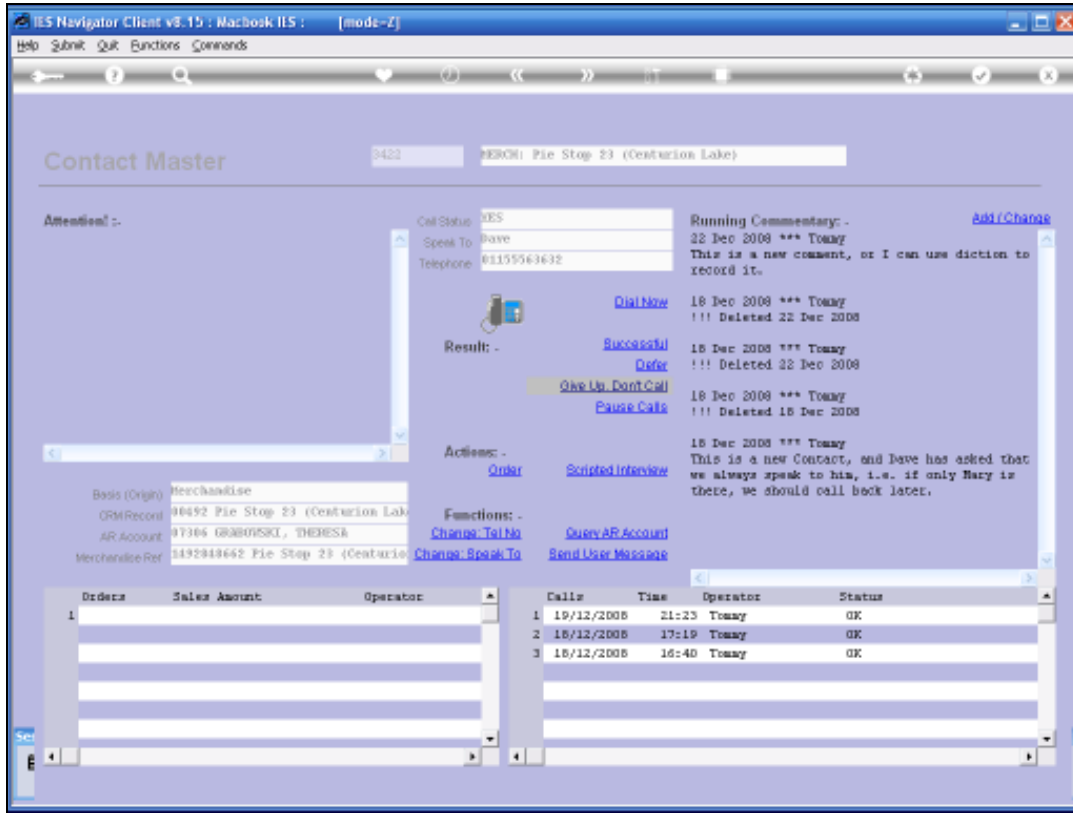 IES Navigator Client v8.15 : Macbook IES : [mode=Z]
Help Submit Quit Functions Commands
Contact Master 3422 MERCH: Pie Stop 23 (Centurion Lake)
Attention! :-
Call Status YES
Speak To Dave
Telephone 01155563632
Dial Now
Result: -
Successful
Defer
Give Up, Dont Call
Pause Calls
Actions: -
Order Scripted Interview
Functions: -
Change: Tel No Query AR Account
Change: Speak To Send User Message
Running Commentary: - Add / Change
22 Dec 2008 *** Tommy
This is a new comment, or I can use diction to
record it.
18 Dec 2008 *** Tommy
!!! Deleted 22 Dec 2008
18 Dec 2008 *** Tommy
!!! Deleted 22 Dec 2008
18 Dec 2008 *** Tommy
!!! Deleted 18 Dec 2008
18 Dec 2008 *** Tommy
This is a new Contact, and Dave has asked that
we always speak to him, i.e. if only Mary is
there, we should call back later.
Basis (Origin) Merchandise
CRM Record 00492 Pie Stop 23 (Centurion Lak
AR Account 07306 GRABOWSKI, THERESA
Merchandise Ref Pie Stop 23 (Centurio
Orders Sales Amount Operator
1
Calls Time Operator Status
1 19/12/2008 21:23 Tommy OK
2 18/12/2008 17:19 Tommy OK
3 18/12/2008 16:40 Tommy OK